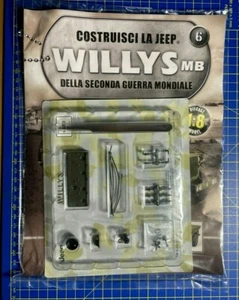 COSTRUISCI LA JEEP®
6
WILLYS MB
DELLA SECONDA GUERRA MONDIALE
1:8
WILLYS